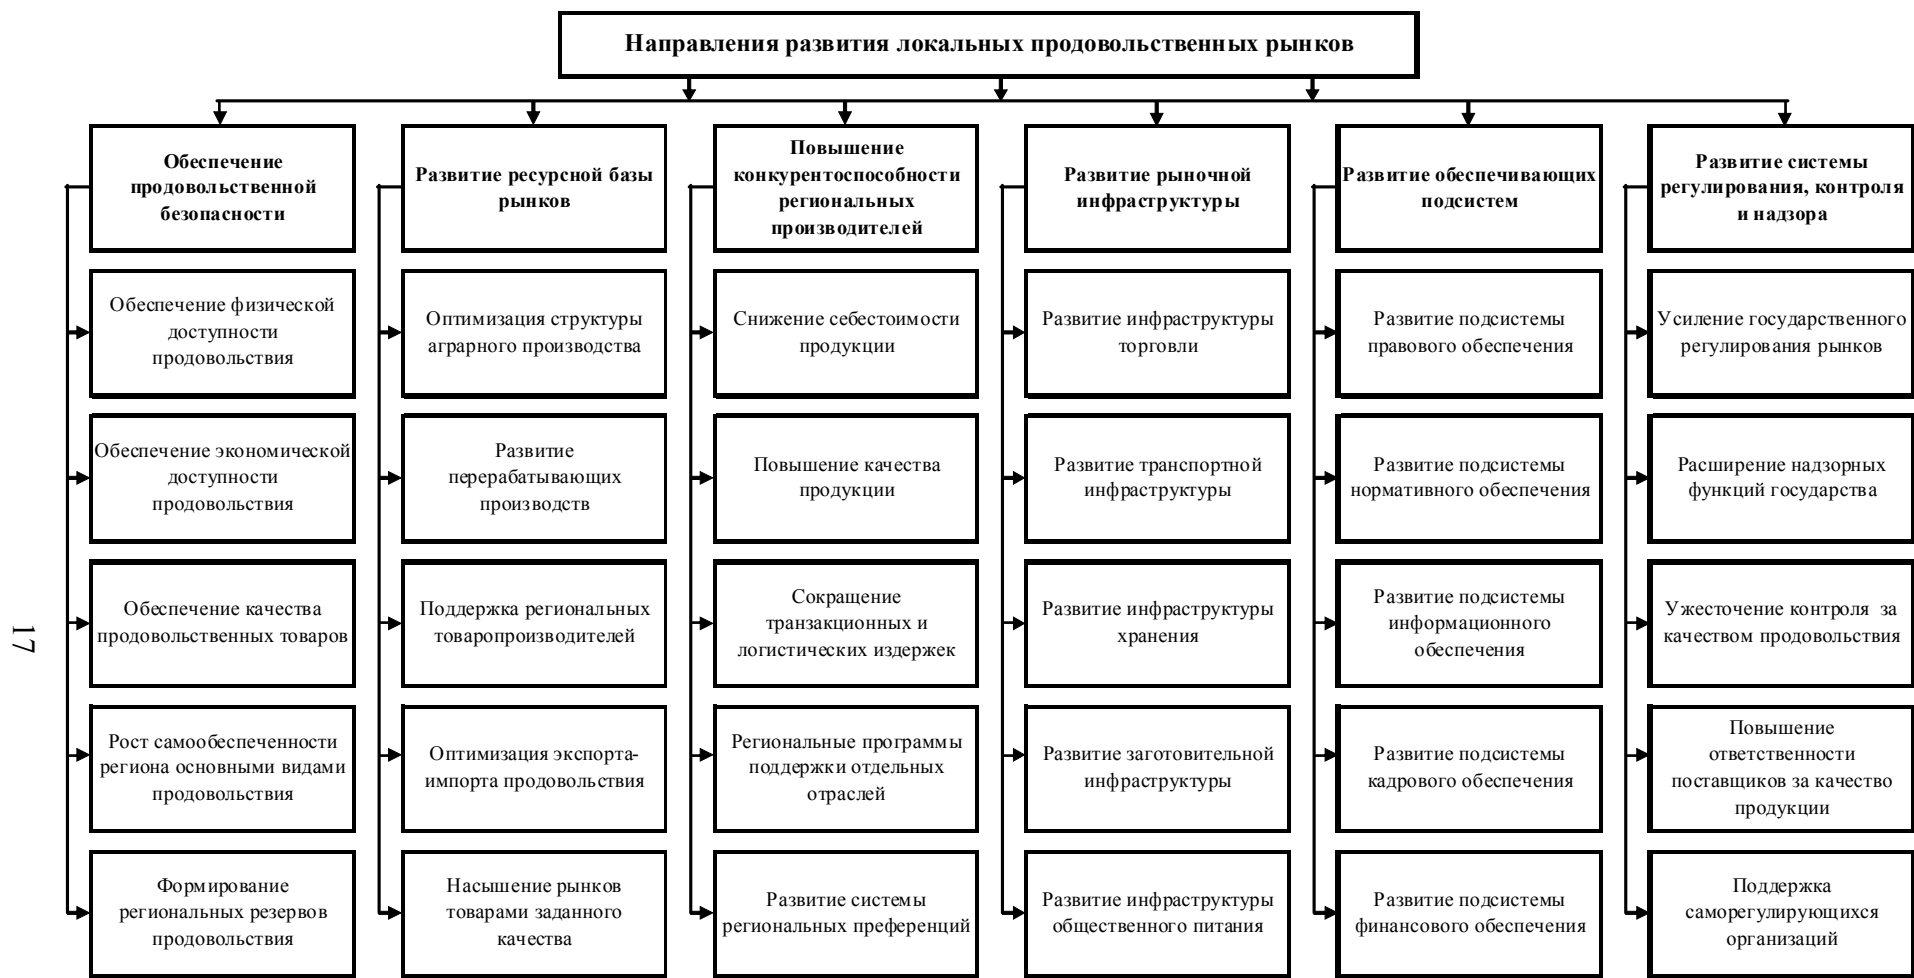 Направления развития локальных продовольственных рынков
Обеспечение
продовольственной
безопасности
Обеспечение физической
доступности
продовольствия
Обеспечение экономической
доступности
продовольствия
Обеспечение качества
продовольственных товаров
Рост самообеспеченности
региона основными видами
продовольствия
Формирование
региональных резервов
продовольствия
Развитие ресурсной базы
рынков
Оптимизация структуры
аграрного производства
Развитие
перерабатывающих
производств
Поддержка региональных
товаропроизводителей
Оптимизация экспорта-
импорта продовольствия
Насышение рынков
товарами заданного
качества
Повышение
конкурентоспособности
региональных
производителей
Снижение себестоимости
продукции
Повышение качества
продукции
Сокращение
транзакционных и
логистических издержек
Региональные программы
поддержки отдельных
отраслей
Развитие системы
региональных преференций
Развитие рыночной
инфраструктуры
Развитие инфраструктуры
торговли
Развитие транспортной
инфраструктуры
Развитие инфраструктуры
хранения
Развитие заготовительной
инфраструктуры
Развитие инфраструктуры
общественного питания
Развитие обеспечивающих
подсистем
Развитие подсистемы
правового обеспечения
Развитие подсистемы
нормативного обеспечения
Развитие подсистемы
информационного
обеспечения
Развитие подсистемы
кадрового обеспечения
Развитие подсистемы
финансового обеспечения
Развитие системы
регулирования, контроля
и надзора
Усиление государственного
регулирования рынков
Расширение надзорных
функций государства
Ужесточение контроля за
качеством продовольствия
Повышение
ответственности
поставщиков за качество
продукции
Поддержка
саморегулирующихся
организаций
17